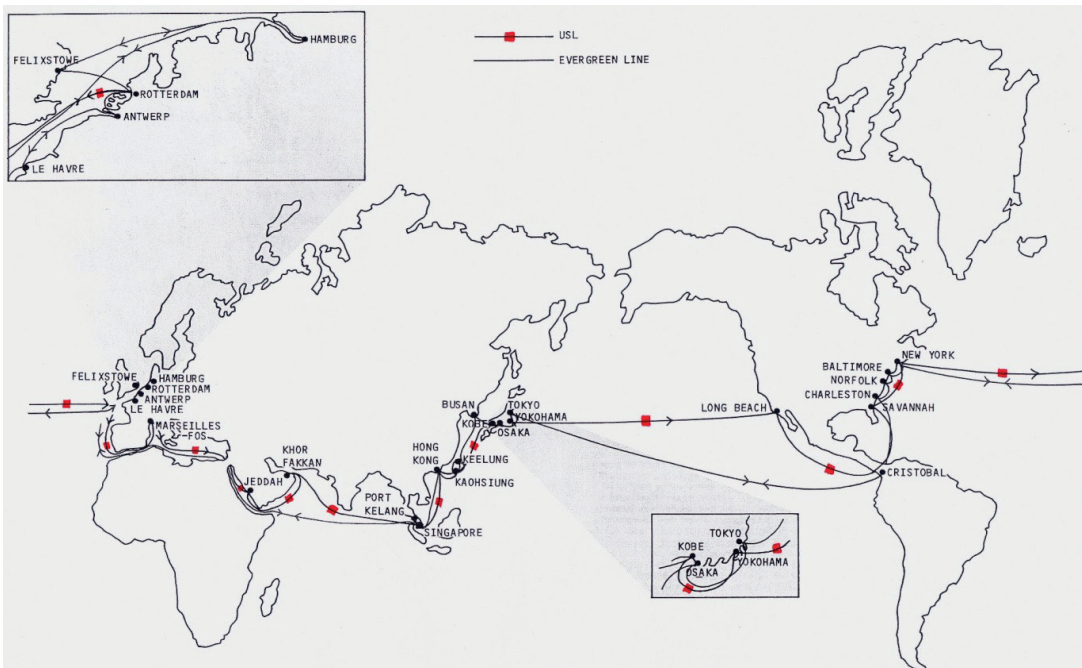 HAMBURG
FELIXSTOWE
ROTTERDAM
ANTWERP
LE HAVRE
USL
EVERGREEN LINE
FELIXSTOWE
HAMBURG
ROTTERDAM
ANTWERP
LE HAVRE
MARSEILLES
-FOS
KHOR
FAKKAN
JEDDAH
PORT
KELANG
SINGAPORE
HONG
KONG
KEELUNG
KAOHSIUNG
BUSAN
KOBE
OSAKA
TOKYO
YOKOHAMA
LONG BEACH
NEW YORK
BALTIMORE
NORFOLK
CHARLESTON
SAVANNAH
CRISTOBAL
TOKYO
KOBE
YOKOHAMA
OSAKA